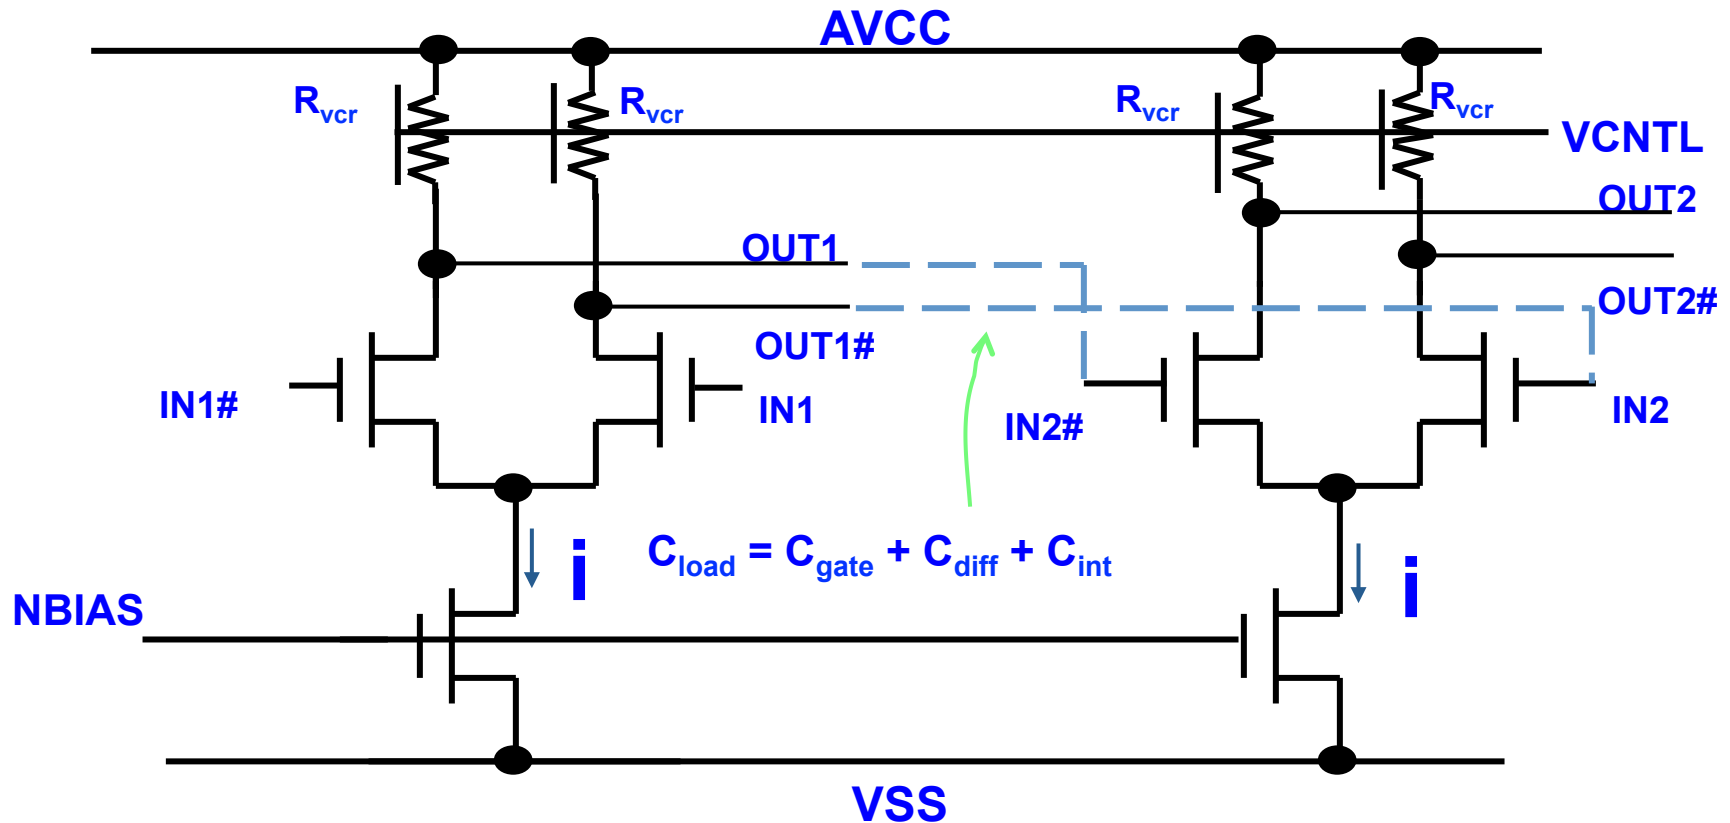 AVCC
Rvcr
Rvcr
Rvcr
Rvcr
VCNTL
OUT2
OUT1
OUT2#
OUT1#
IN1#
IN1
IN2#
IN2
i
Cload = Cgate + Cdiff + Cint
i
NBIAS
VSS